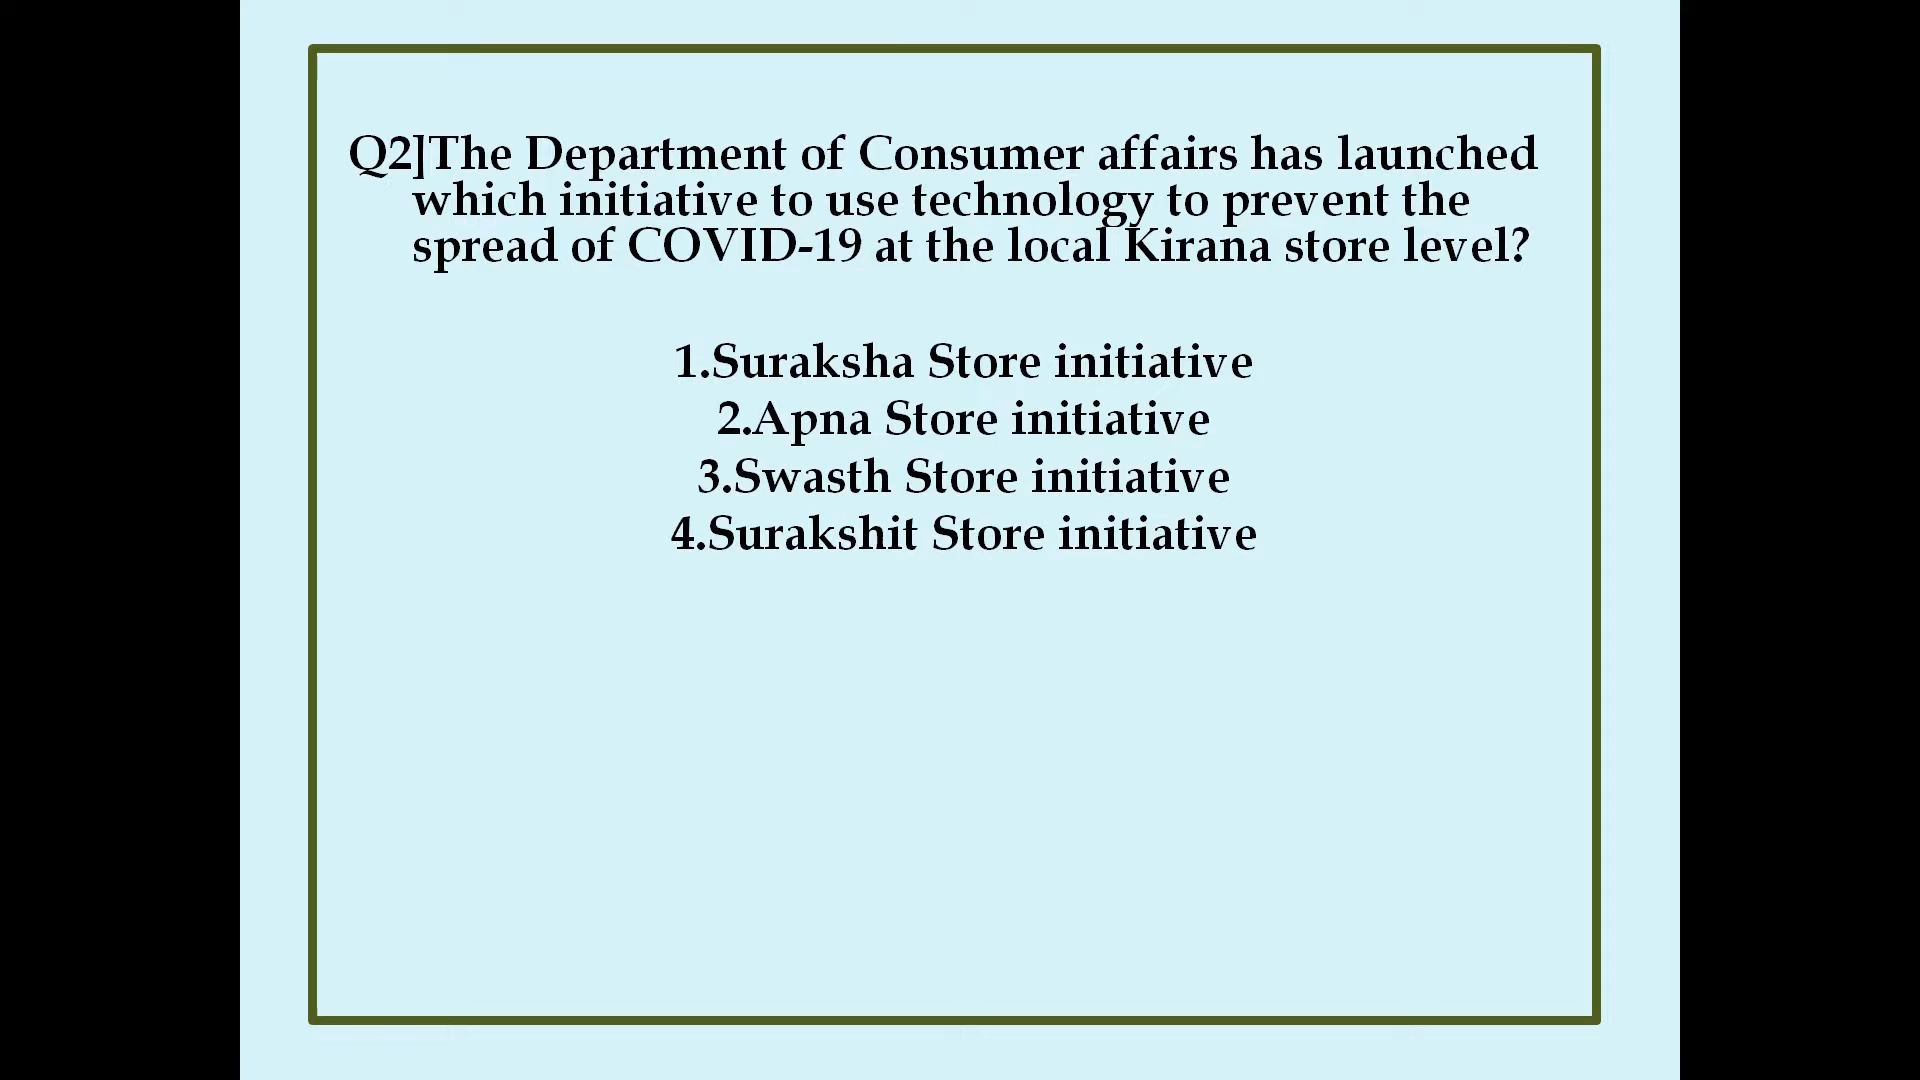 Q2]The Department of Consumer affairs has launched
which initiative to use technology to prevent the
spread of COVID-19 at the local Kirana store level?
1.Suraksha Store initiative
2.Apna Store initiative
3.Swasth Store initiative
4.Surakshit Store initiative